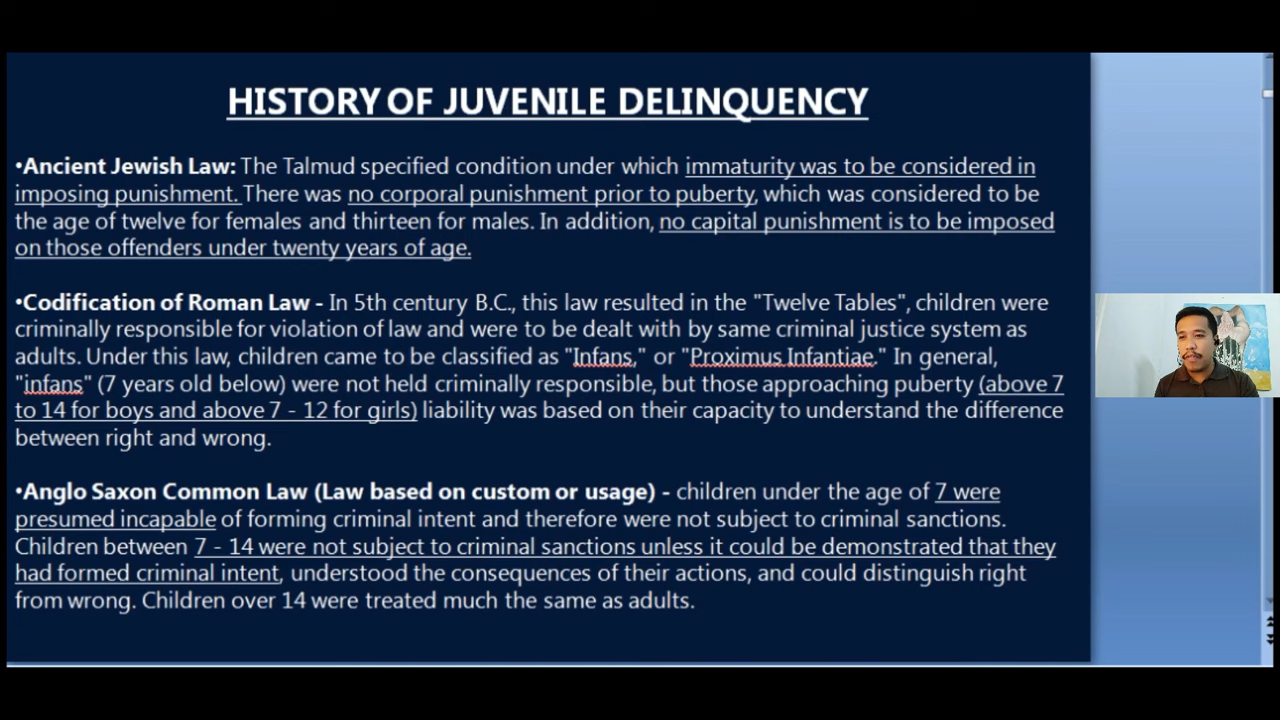 HISTORY OF JUVENILE DELINQUENCY
•Ancient Jewish Law: The Talmud specified condition under which immaturity was to be considered in
imposing punishment. There was no corporal punishment prior to puberty, which was considered to be
the age of twelve for females and thirteen for males. In addition, no capital punishment is to be imposed
on those offenders under twenty years of age.
•Codification of Roman Law - In 5th century B.C., this law resulted in the "Twelve Tables", children were
criminally responsible for violation of law and were to be dealt with by same criminal justice system as
adults. Under this law, children came to be classified as "Infans," or "Proximus Infantiae." In general,
"infans" (7 years old below) were not held criminally responsible, but those approaching puberty (above 7
to 14 for boys and above 7 - 12 for girls) liability was based on their capacity to understand the difference
between right and wrong.
•Anglo Saxon Common Law (Law based on custom or usage) - children under the age of 7 were
presumed incapable of forming criminal intent and therefore were not subject to criminal sanctions.
Children between 7 - 14 were not subject to criminal sanctions unless it could be demonstrated that they
had formed criminal intent, understood the consequences of their actions, and could distinguish right
from wrong. Children over 14 were treated much the same as adults.